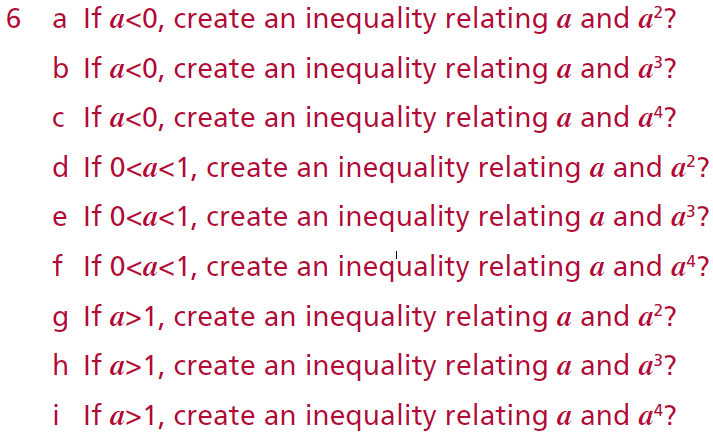 6 a If a<0, create an inequality relating a and a²?
b If a<0, create an inequality relating a and a³?
c If a<0, create an inequality relating a and a⁴?
d If 0<a<1, create an inequality relating a and a²?
e If 0<a<1, create an inequality relating a and a³?
f If 0<a<1, create an inequality relating a and a⁴?
g If a>1, create an inequality relating a and a²?
h If a>1, create an inequality relating a and a³?
i If a>1, create an inequality relating a and a⁴?